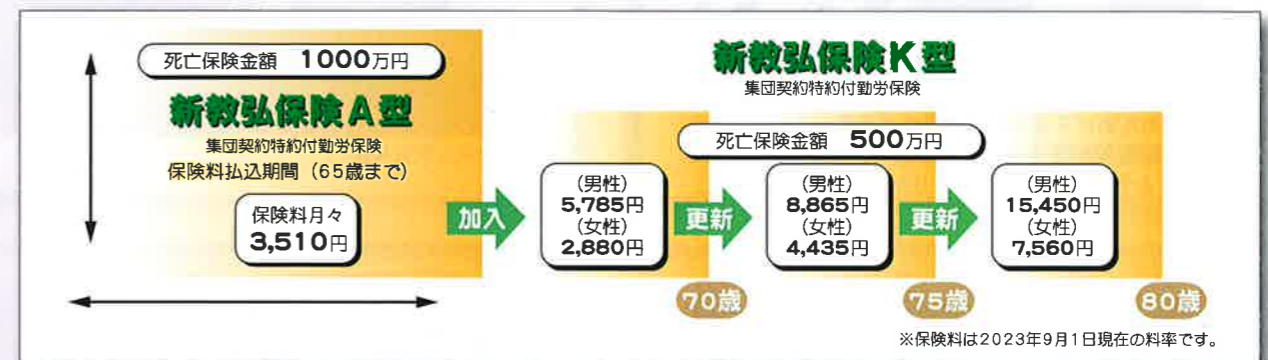 死亡保険金額 1000万円
新教弘保険A型
集団契約特約付勤労保険
保険料払込期間（65歳まで）
保険料月々
3,510円
加入
新教弘保険K型
集団契約特約付勤労保険
死亡保険金額 500万円
（男性）
5,785円
（女性）
2,880円
更新
（男性）
8,865円
（女性）
4,435円
更新
（男性）
15,450円
（女性）
7,560円
70歳
75歳
80歳
※保険料は2023年9月1日現在の料率です。